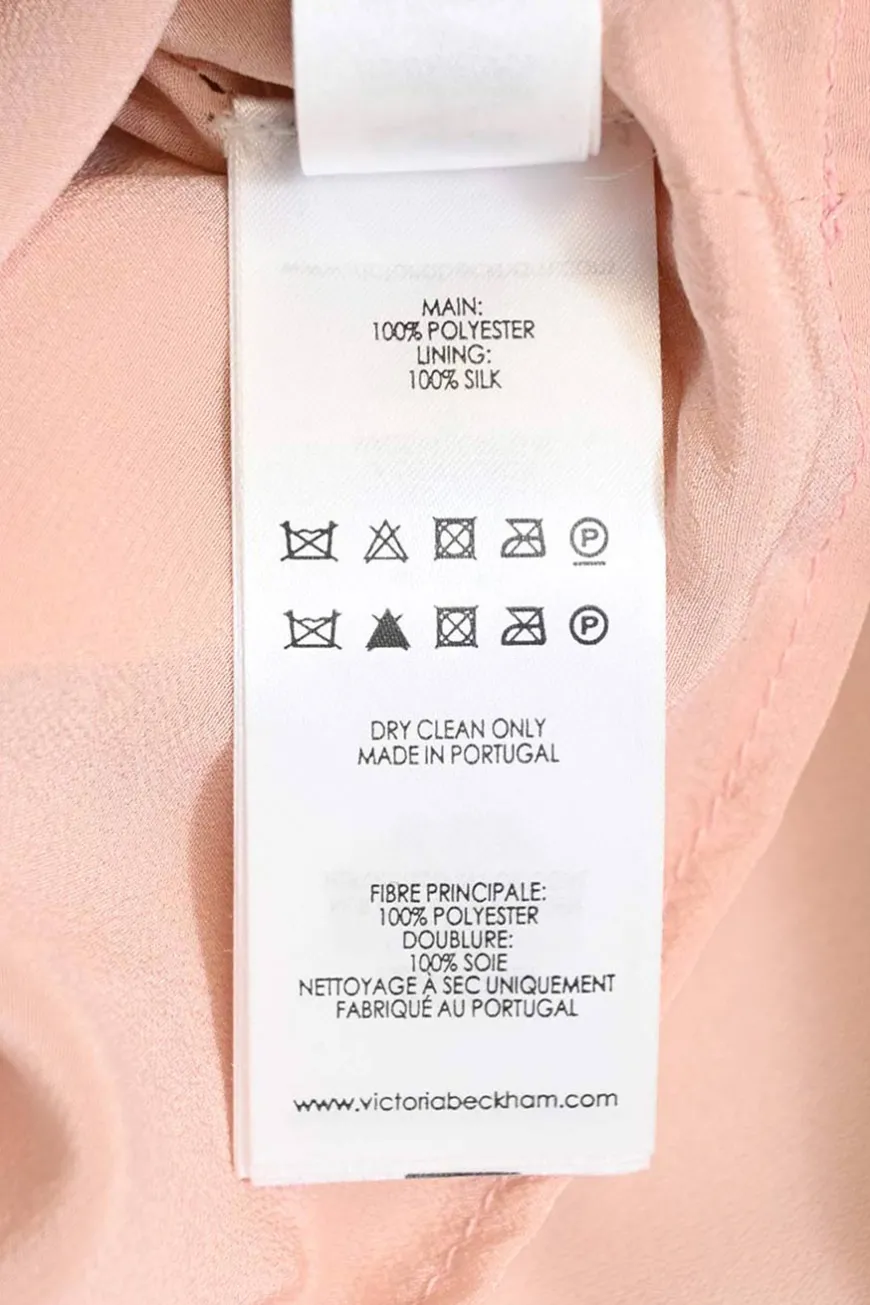 MAIN:
100% POLYESTER
LINING:
100% SILK
P
P
DRY CLEAN ONLY
MADE IN PORTUGAL
FIBRE PRINCIPALE:
100% POLYESTER
DOUBLURE:
100% SOIE
NETTOYAGE À SEC UNIQUEMENT
FABRIQUÉ AU PORTUGAL
www.victoriabeckham.com